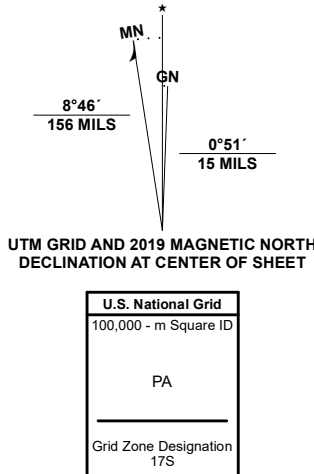 ★
MN
GN
8°46´
156 MILS
0°51´
15 MILS
UTM GRID AND 2019 MAGNETIC NORTH
DECLINATION AT CENTER OF SHEET
U.S. National Grid
100,000 - m Square ID
PA
Grid Zone Designation
17S